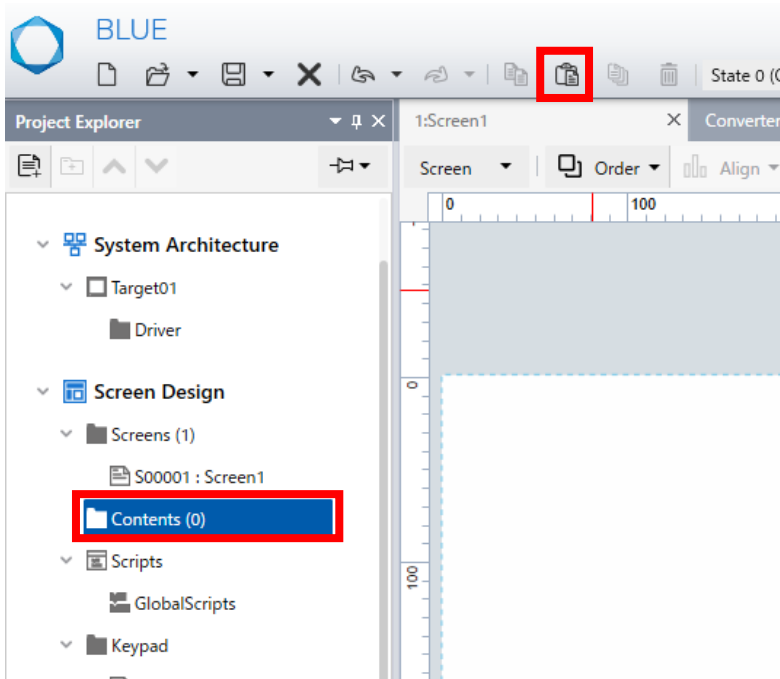 BLUE
State 0 (
Project Explorer
1:Screen1
Converter
Screen
Order
Align
0
100
System Architecture
Target01
Driver
0
Screen Design
Screens (1)
S00001 : Screen1
Contents (0)
Scripts
100
GlobalScripts
Keypad